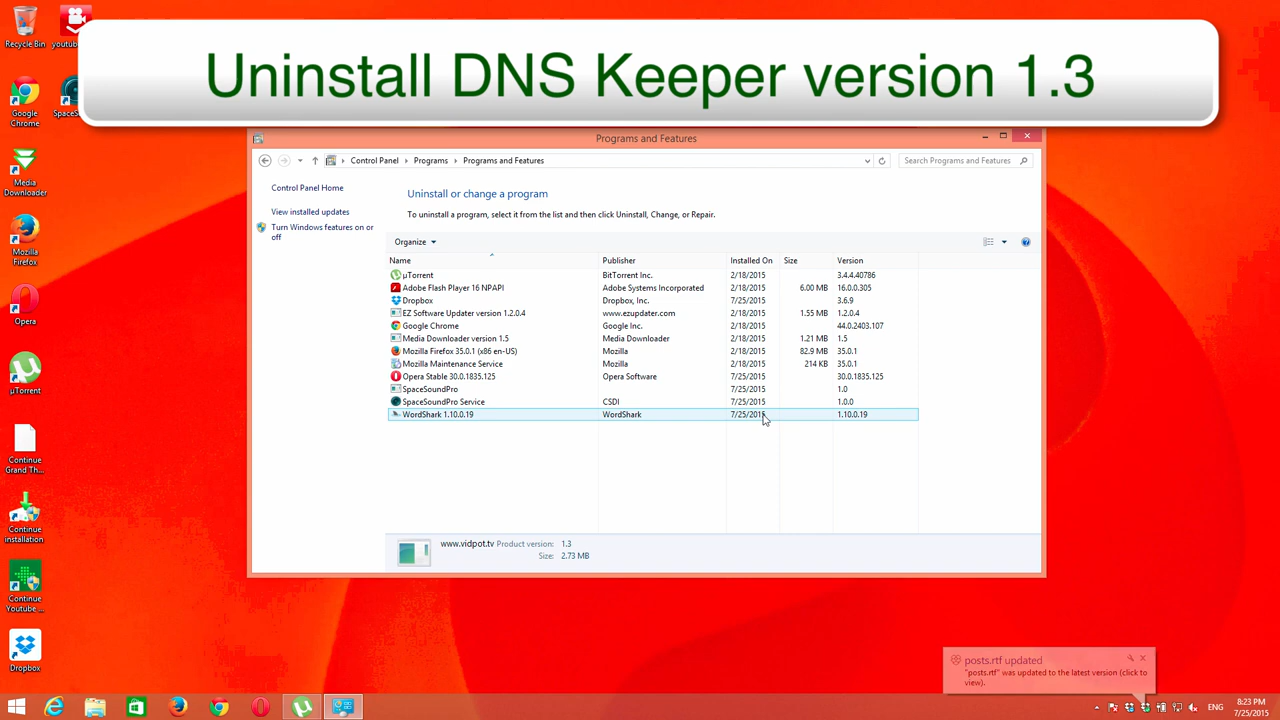 Uninstall DNS Keeper version 1.3
Recycle Bin
youtub
Google
Chrome
SpaceS
Media
Downloader
Mozilla
Firefox
Opera
µTorrent
Continue
Grand Th...
Continue
installation
Continue
Youtube ...
Dropbox
Programs and Features
Control Panel Programs Programs and Features
Search Programs and Features
Control Panel Home
View installed updates
Turn Windows features on or
off
Uninstall or change a program
To uninstall a program, select it from the list and then click Uninstall, Change, or Repair.
Organize
Name Publisher Installed On Size Version
µTorrent BitTorrent Inc. 2/18/2015 3.4.4.40786
Adobe Flash Player 16 NPAPI Adobe Systems Incorporated 2/18/2015 6.00 MB 16.0.0.305
Dropbox Dropbox, Inc. 7/25/2015 3.6.9
EZ Software Updater version 1.2.0.4 www.ezupdater.com 2/18/2015 1.55 MB 1.2.0.4
Google Chrome Google Inc. 2/18/2015 44.0.2403.107
Media Downloader version 1.5 Media Downloader 2/18/2015 1.21 MB 1.5
Mozilla Firefox 35.0.1 (x86 en-US) Mozilla 2/18/2015 82.9 MB 35.0.1
Mozilla Maintenance Service Mozilla 2/18/2015 214 KB 35.0.1
Opera Stable 30.0.1835.125 Opera Software 7/25/2015 30.0.1835.125
SpaceSoundPro 7/25/2015 1.0
SpaceSoundPro Service CSDI 7/25/2015 1.0.0
WordShark 1.10.0.19 WordShark 7/25/2015 1.10.0.19
www.vidpot.tv Product version: 1.3
Size: 2.73 MB
posts.rtf updated
"posts.rtf" was updated to the latest version (click to
view).
ENG
8:23 PM
7/25/2015